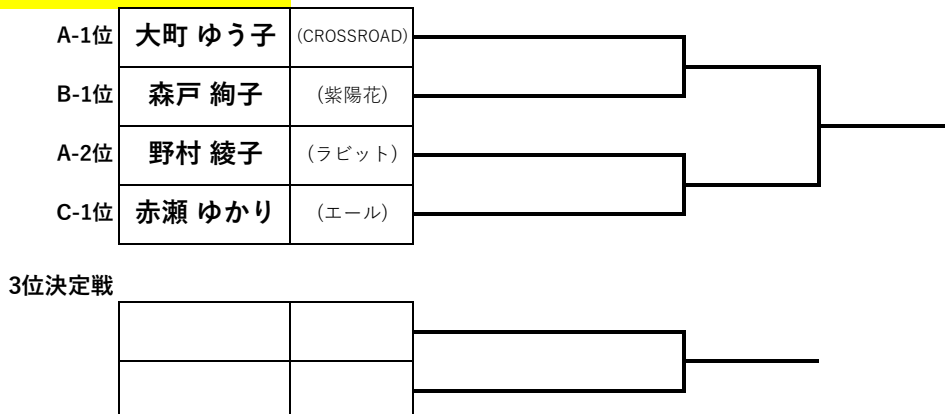 A-1位 大町 ゆう子 (CROSSROAD)
B-1位 森戸 絢子 (紫陽花)
A-2位 野村 綾子 (ラビット)
C-1位 赤瀬 ゆかり (エール)
3位決定戦